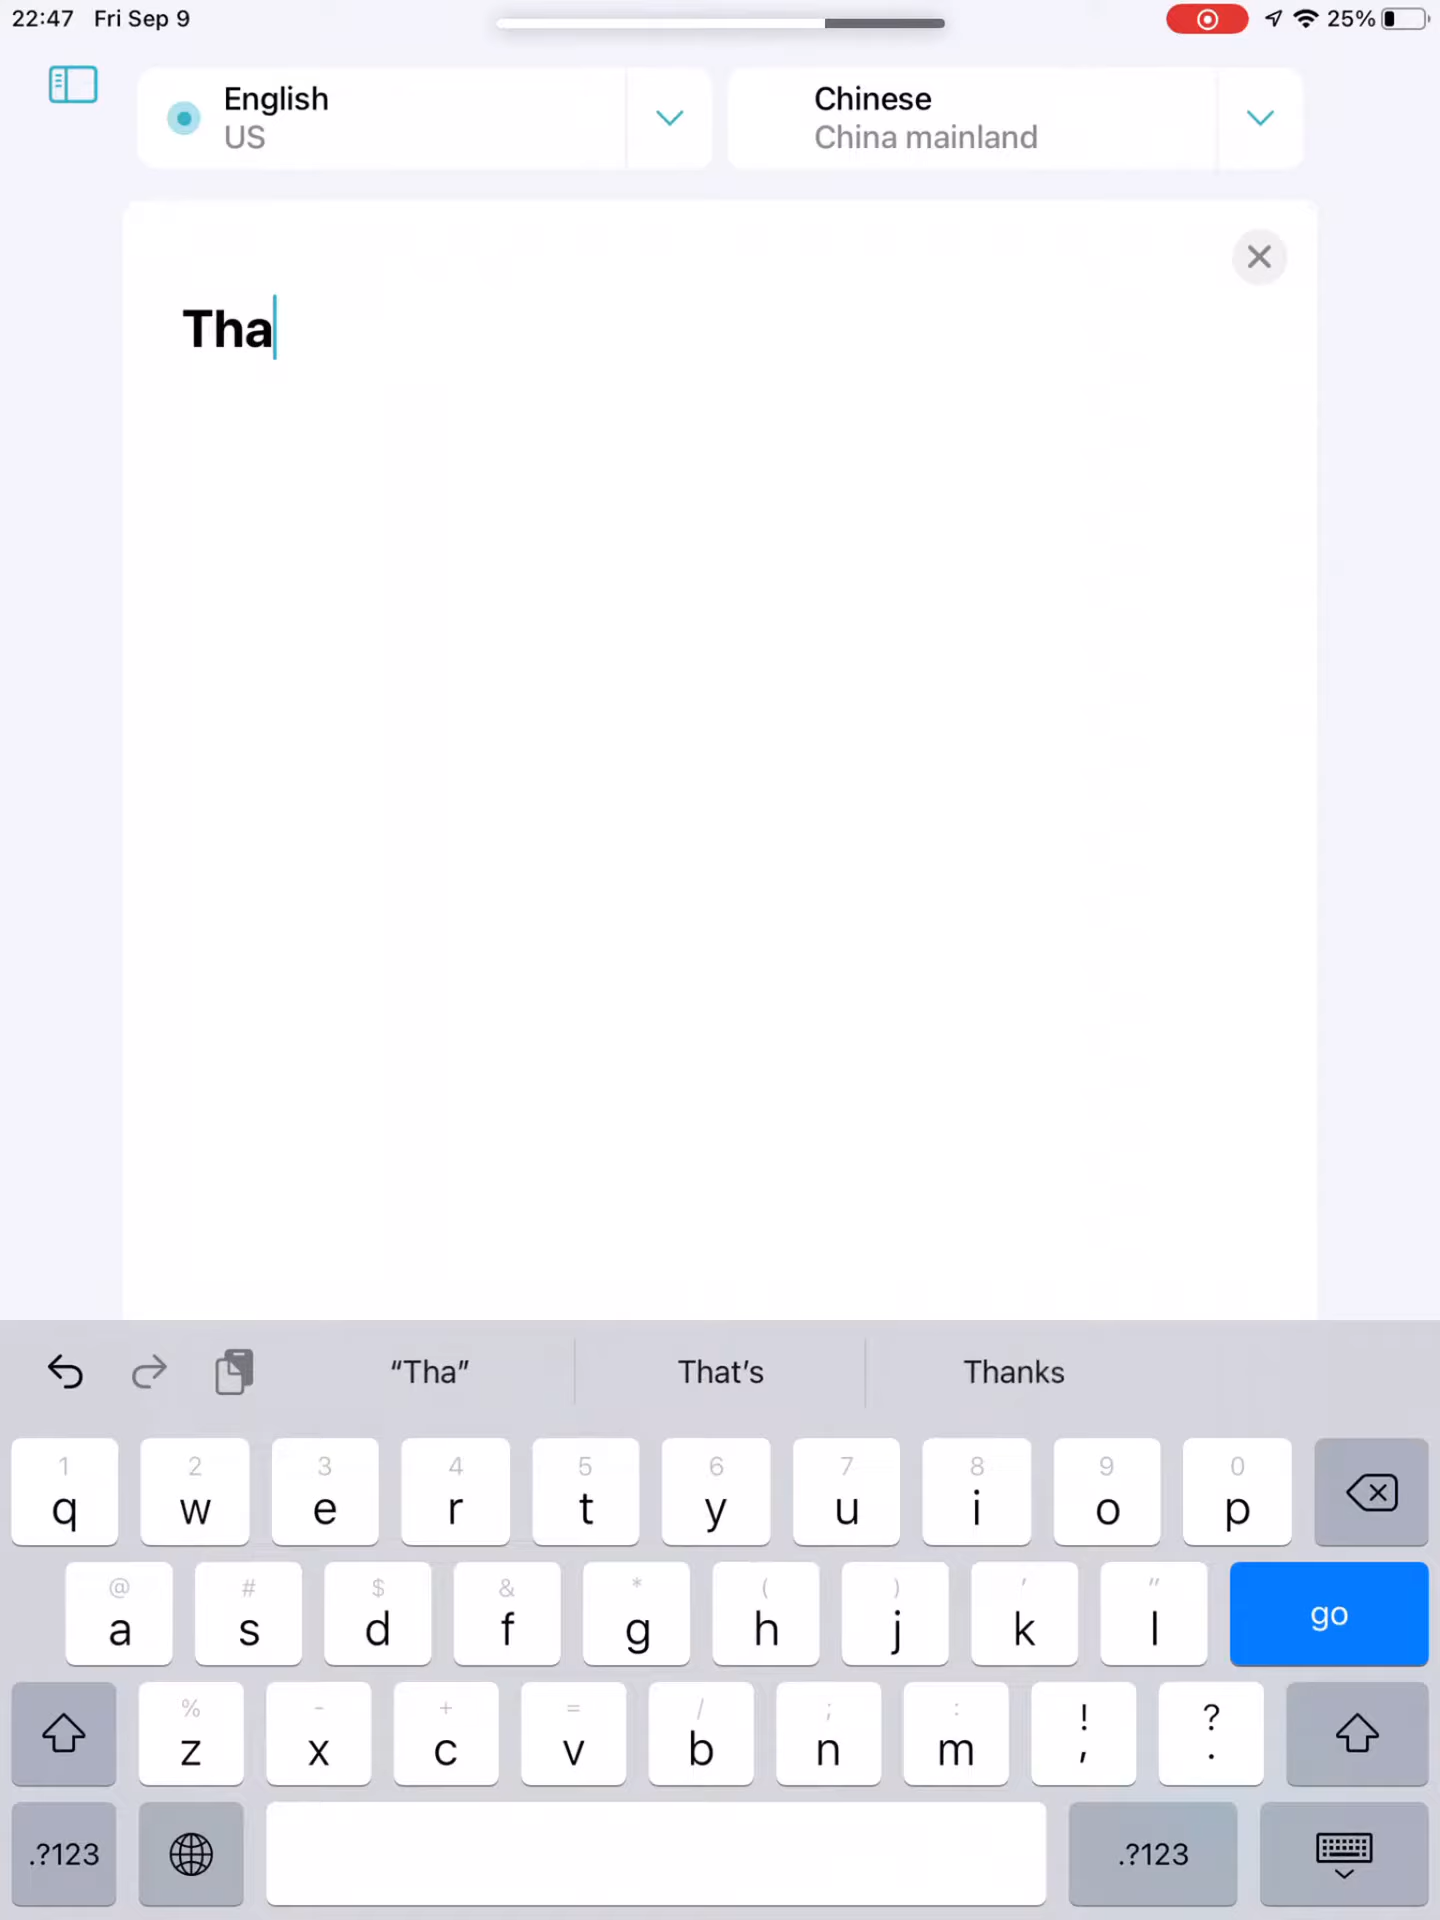 22:47 Fri Sep 9 25%
English Chinese
US China mainland
Tha
“Tha” That’s Thanks
1 2 3 4 5 6 7 8 9 0
q w e r t y u i o p
@ # $ & * ( ) ' "
a s d f g h j k l go
% - + = / ; : ! ?
z x c v b n m , .
.?123 .?123